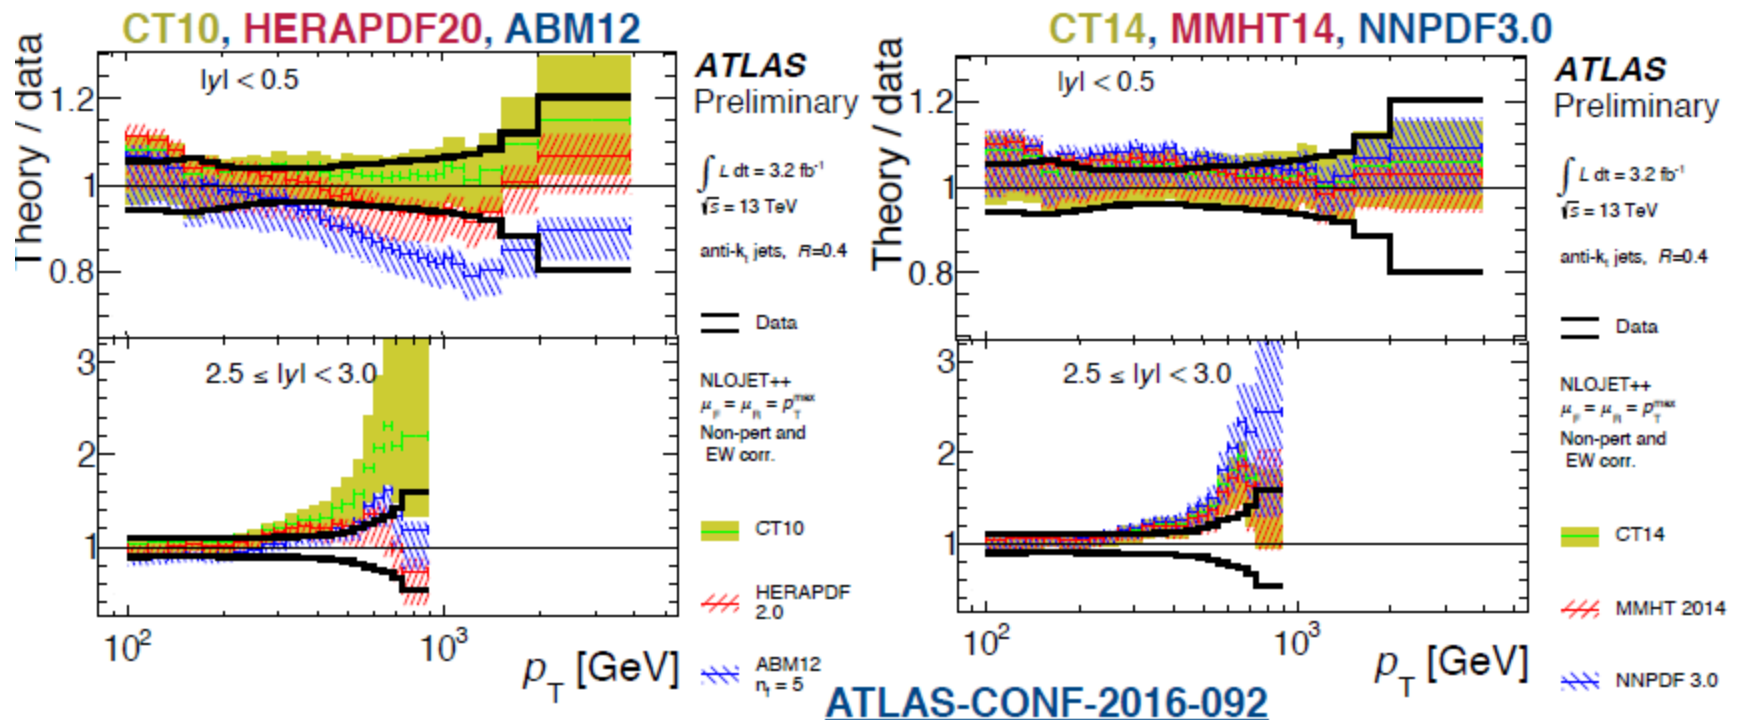 CT10, HERAPDF20, ABM12
Theory / data
|y| < 0.5
1.2
1
0.8
2.5 ≤ |y| < 3.0
3
2
1
10²
10³
p_T [GeV]
ATLAS
Preliminary
∫ L dt = 3.2 fb⁻¹
√s = 13 TeV
anti-k_t jets, R=0.4
Data
NLOJET++
μ_F = μ_R = p_T^max
Non-pert and
EW corr.
CT10
HERAPDF
2.0
ABM12
n_f = 5
CT14, MMHT14, NNPDF3.0
Theory / data
|y| < 0.5
1.2
1
0.8
2.5 ≤ |y| < 3.0
3
2
1
10²
10³
p_T [GeV]
ATLAS
Preliminary
∫ L dt = 3.2 fb⁻¹
√s = 13 TeV
anti-k_t jets, R=0.4
Data
NLOJET++
μ_F = μ_R = p_T^max
Non-pert and
EW corr.
CT14
MMHT 2014
NNPDF 3.0
ATLAS-CONF-2016-092